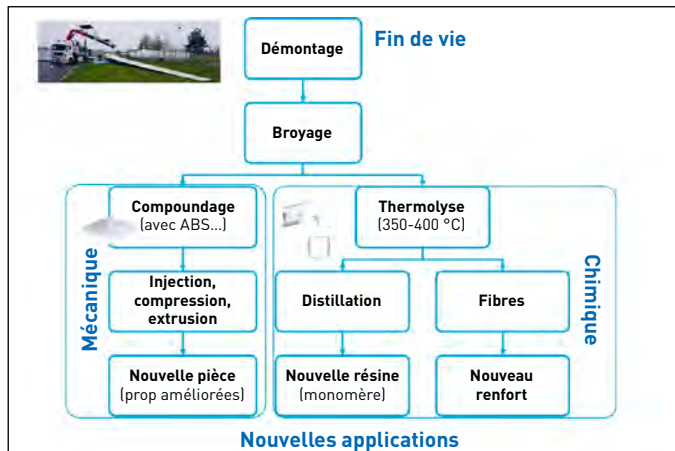 Fin de vie
Démontage
Broyage
Mécanique
Compoundage
(avec ABS...)
Injection,
compression,
extrusion
Nouvelle pièce
(prop améliorées)
Thermolyse
(350-400 °C)
Distillation
Fibres
Nouvelle résine
(monomère)
Nouveau
renfort
Chimique
Nouvelles applications